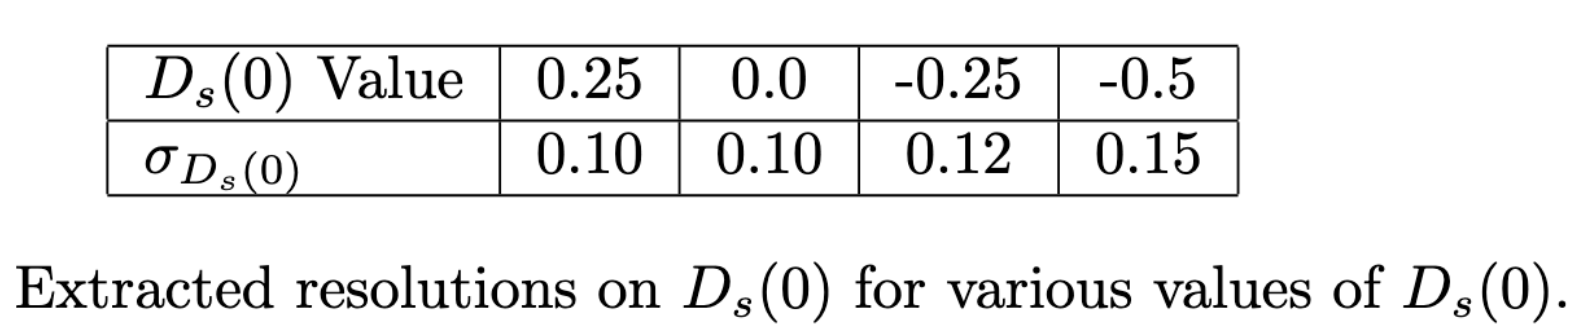 D_s(0) Value 0.25 0.0 -0.25 -0.5
σ_{D_s(0)} 0.10 0.10 0.12 0.15
Extracted resolutions on D_s(0) for various values of D_s(0).